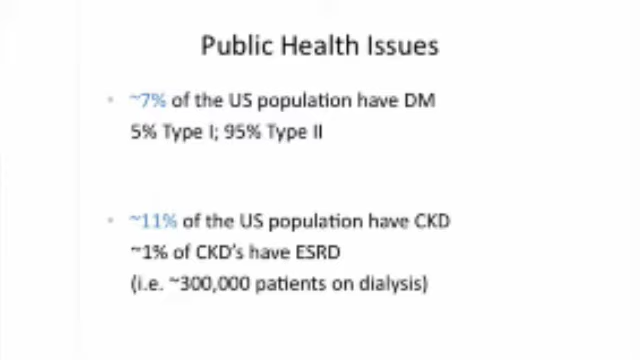 Public Health Issues
• ~7% of the US population have DM
5% Type I; 95% Type II
• ~11% of the US population have CKD
~1% of CKD's have ESRD
(i.e. ~300,000 patients on dialysis)